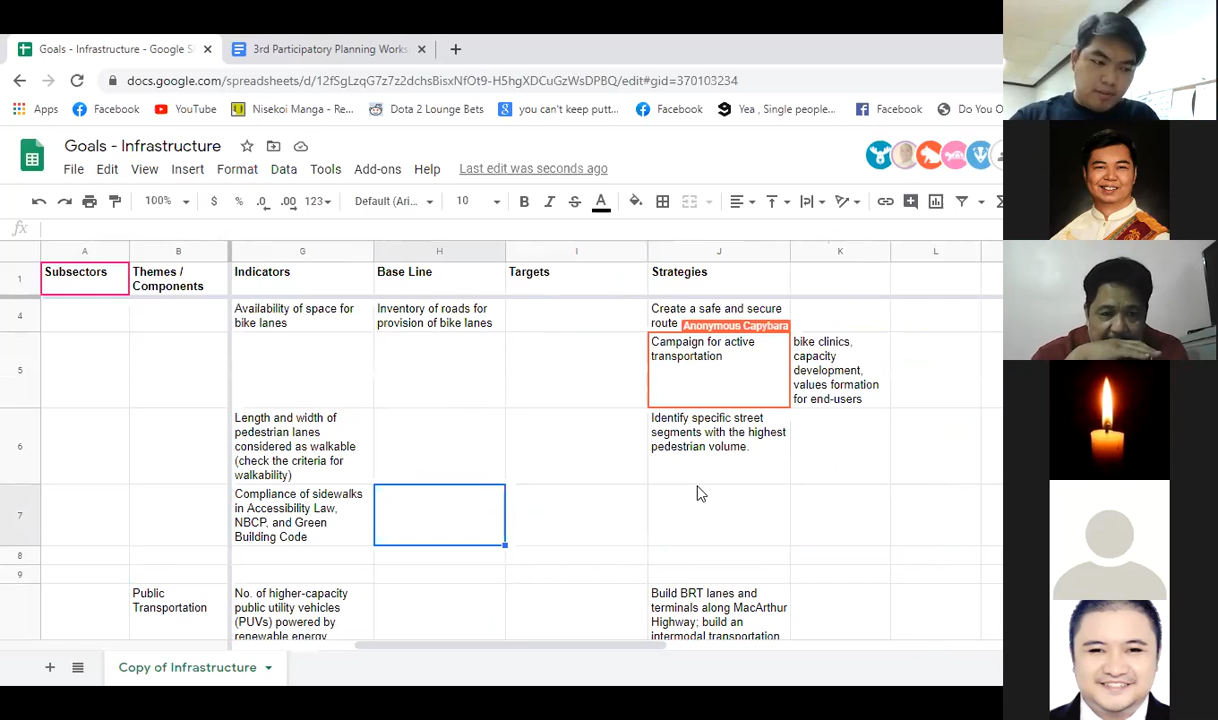 Goals - Infrastructure - Google S
3rd Participatory Planning Works
docs.google.com/spreadsheets/d/12fSgLzqG7z7z2dchsBisxNfOt9-H5hgXDCuGzWsDPBQ/edit#gid=370103234
Apps Facebook YouTube Nisekoi Manga - Re... Dota 2 Lounge Bets you can't keep putt... Facebook Yea , Single people... Facebook Do You O
Goals - Infrastructure
File Edit View Insert Format Data Tools Add-ons Help Last edit was seconds ago
100% $ % .0 .00 123 Default (Ari... 10 B I S A
fx
A B G H I J K L
1 Subsectors Themes / Components Indicators Base Line Targets Strategies
4
Availability of space for
bike lanes
Inventory of roads for
provision of bike lanes
Create a safe and secure
route
Anonymous Capybara
5
Campaign for active
transportation
bike clinics,
capacity
development,
values formation
for end-users
6
Length and width of
pedestrian lanes
considered as walkable
(check the criteria for
walkability)
Identify specific street
segments with the highest
pedestrian volume.
7
Compliance of sidewalks
in Accessibility Law,
NBCP, and Green
Building Code
8
9
Public
Transportation
No. of higher-capacity
public utility vehicles
(PUVs) powered by
renewable energy
Build BRT lanes and
terminals along MacArthur
Highway; build an
intermodal transportation
Copy of Infrastructure